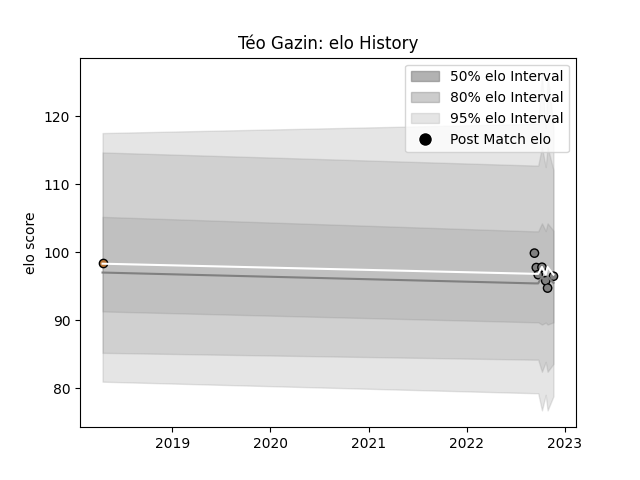 Téo Gazin: elo History
50% elo Interval
80% elo Interval
95% elo Interval
Post Match elo
elo score
120
110
100
90
80
2019
2020
2021
2022
2023